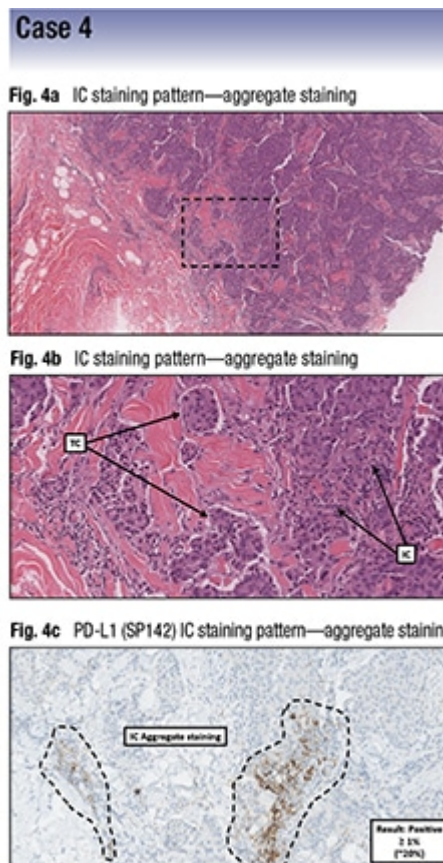 Case 4
Fig. 4a IC staining pattern—aggregate staining
Fig. 4b IC staining pattern—aggregate staining
TC
IC
Fig. 4c PD-L1 (SP142) IC staining pattern—aggregate stainin
IC Aggregate staining
Result: Positive
≥ 1%
(~20%)